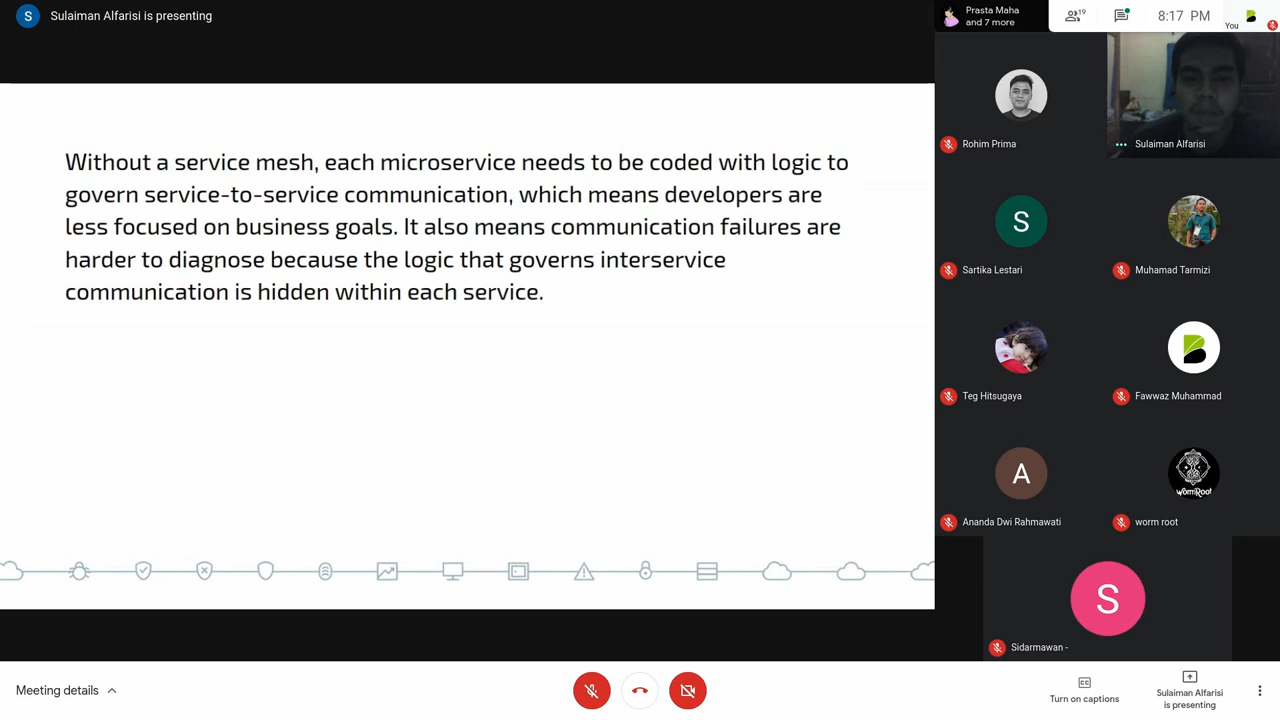 S
Sulaiman Alfarisi is presenting
Prasta Maha
and 7 more
19
8:17 PM
You
Without a service mesh, each microservice needs to be coded with logic to
govern service-to-service communication, which means developers are
less focused on business goals. It also means communication failures are
harder to diagnose because the logic that governs interservice
communication is hidden within each service.
Rohim Prima
Sulaiman Alfarisi
S
Sartika Lestari
Muhamad Tarmizi
Teg Hitsugaya
Fawwaz Muhammad
A
Ananda Dwi Rahmawati
wormRoot
worm root
S
Sidarmawan -
Meeting details
CC
Turn on captions
Sulaiman Alfarisi
is presenting